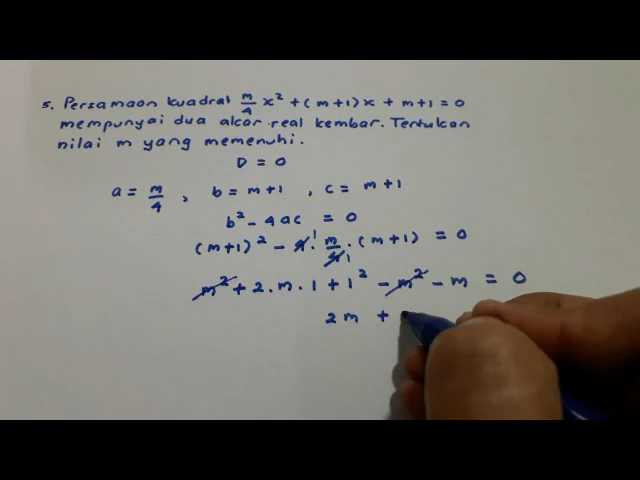 5. Persamaan kuadrat m/4 x² + (m+1)x + m+1 = 0
mempunyai dua akar real kembar. Tentukan
nilai m yang memenuhi.
D = 0
a = m/4 , b = m+1 , c = m+1
b² - 4ac = 0
(m+1)² - 4 . m/4 . (m+1) = 0
m² + 2.m.1 + 1² - m² - m = 0
2m +